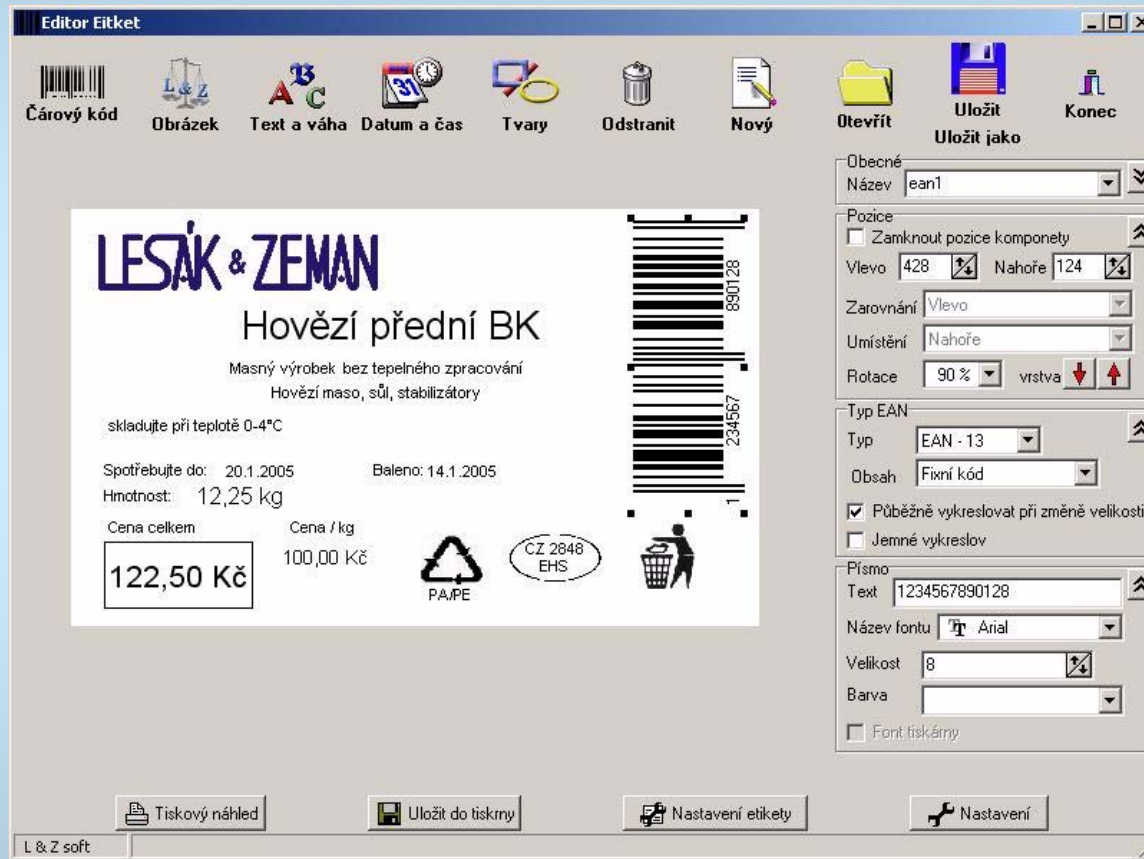 Editor Eitket
Čárový kód
L & Z
Obrázek
A B C
Text a váha
31
Datum a čas
Tvary
Odstranit
Nový
Otevřít
Uložit
Uložit jako
Konec
Obecné
Název ean1
Pozice
Zamknout pozice komponety
Vlevo 428 Nahoře 124
Zarovnání Vlevo
Umístění Nahoře
Rotace 90 % vrstva
Typ EAN
Typ EAN - 13
Obsah Fixní kód
Půběžně vykreslovat při změně velikosti
Jemné vykreslov
Písmo
Text 1234567890128
Název fontu Arial
Velikost 8
Barva
Font tiskárny
LESÁK & ZEMAN
Hovězí přední BK
Masný výrobek bez tepelného zpracování
Hovězí maso, sůl, stabilizátory
skladujte při teplotě 0-4°C
Spotřebujte do: 20.1.2005 Baleno: 14.1.2005
Hmotnost: 12,25 kg
Cena celkem Cena / kg
122,50 Kč 100,00 Kč
PA/PE
CZ 2848
EHS
1 234567 890128
Tiskový náhled
Uložit do tiskrny
Nastavení etikety
Nastavení
L & Z soft